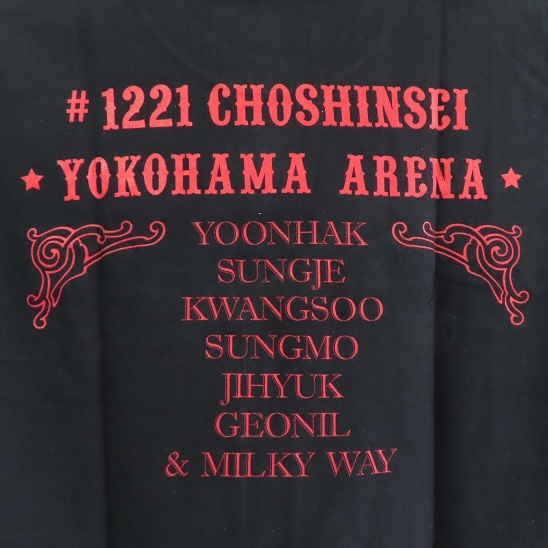 # 1221 CHOSHINSEI
★ YOKOHAMA ARENA ★
YOONHAK
SUNGJE
KWANGSOO
SUNGMO
JIHYUK
GEONIL
& MILKY WAY